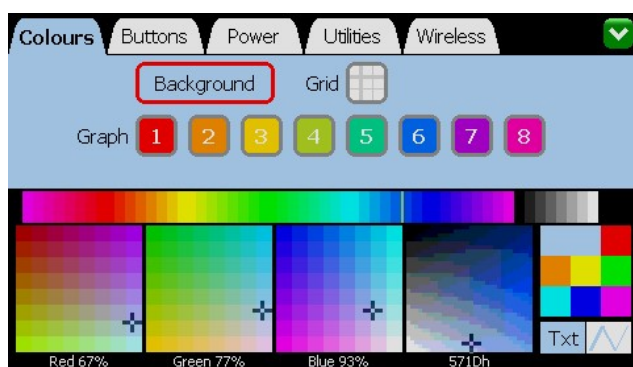 Colours Buttons Power Utilities Wireless
Background Grid
Graph 1 2 3 4 5 6 7 8
Txt
Red 67% Green 77% Blue 93% 571Dh